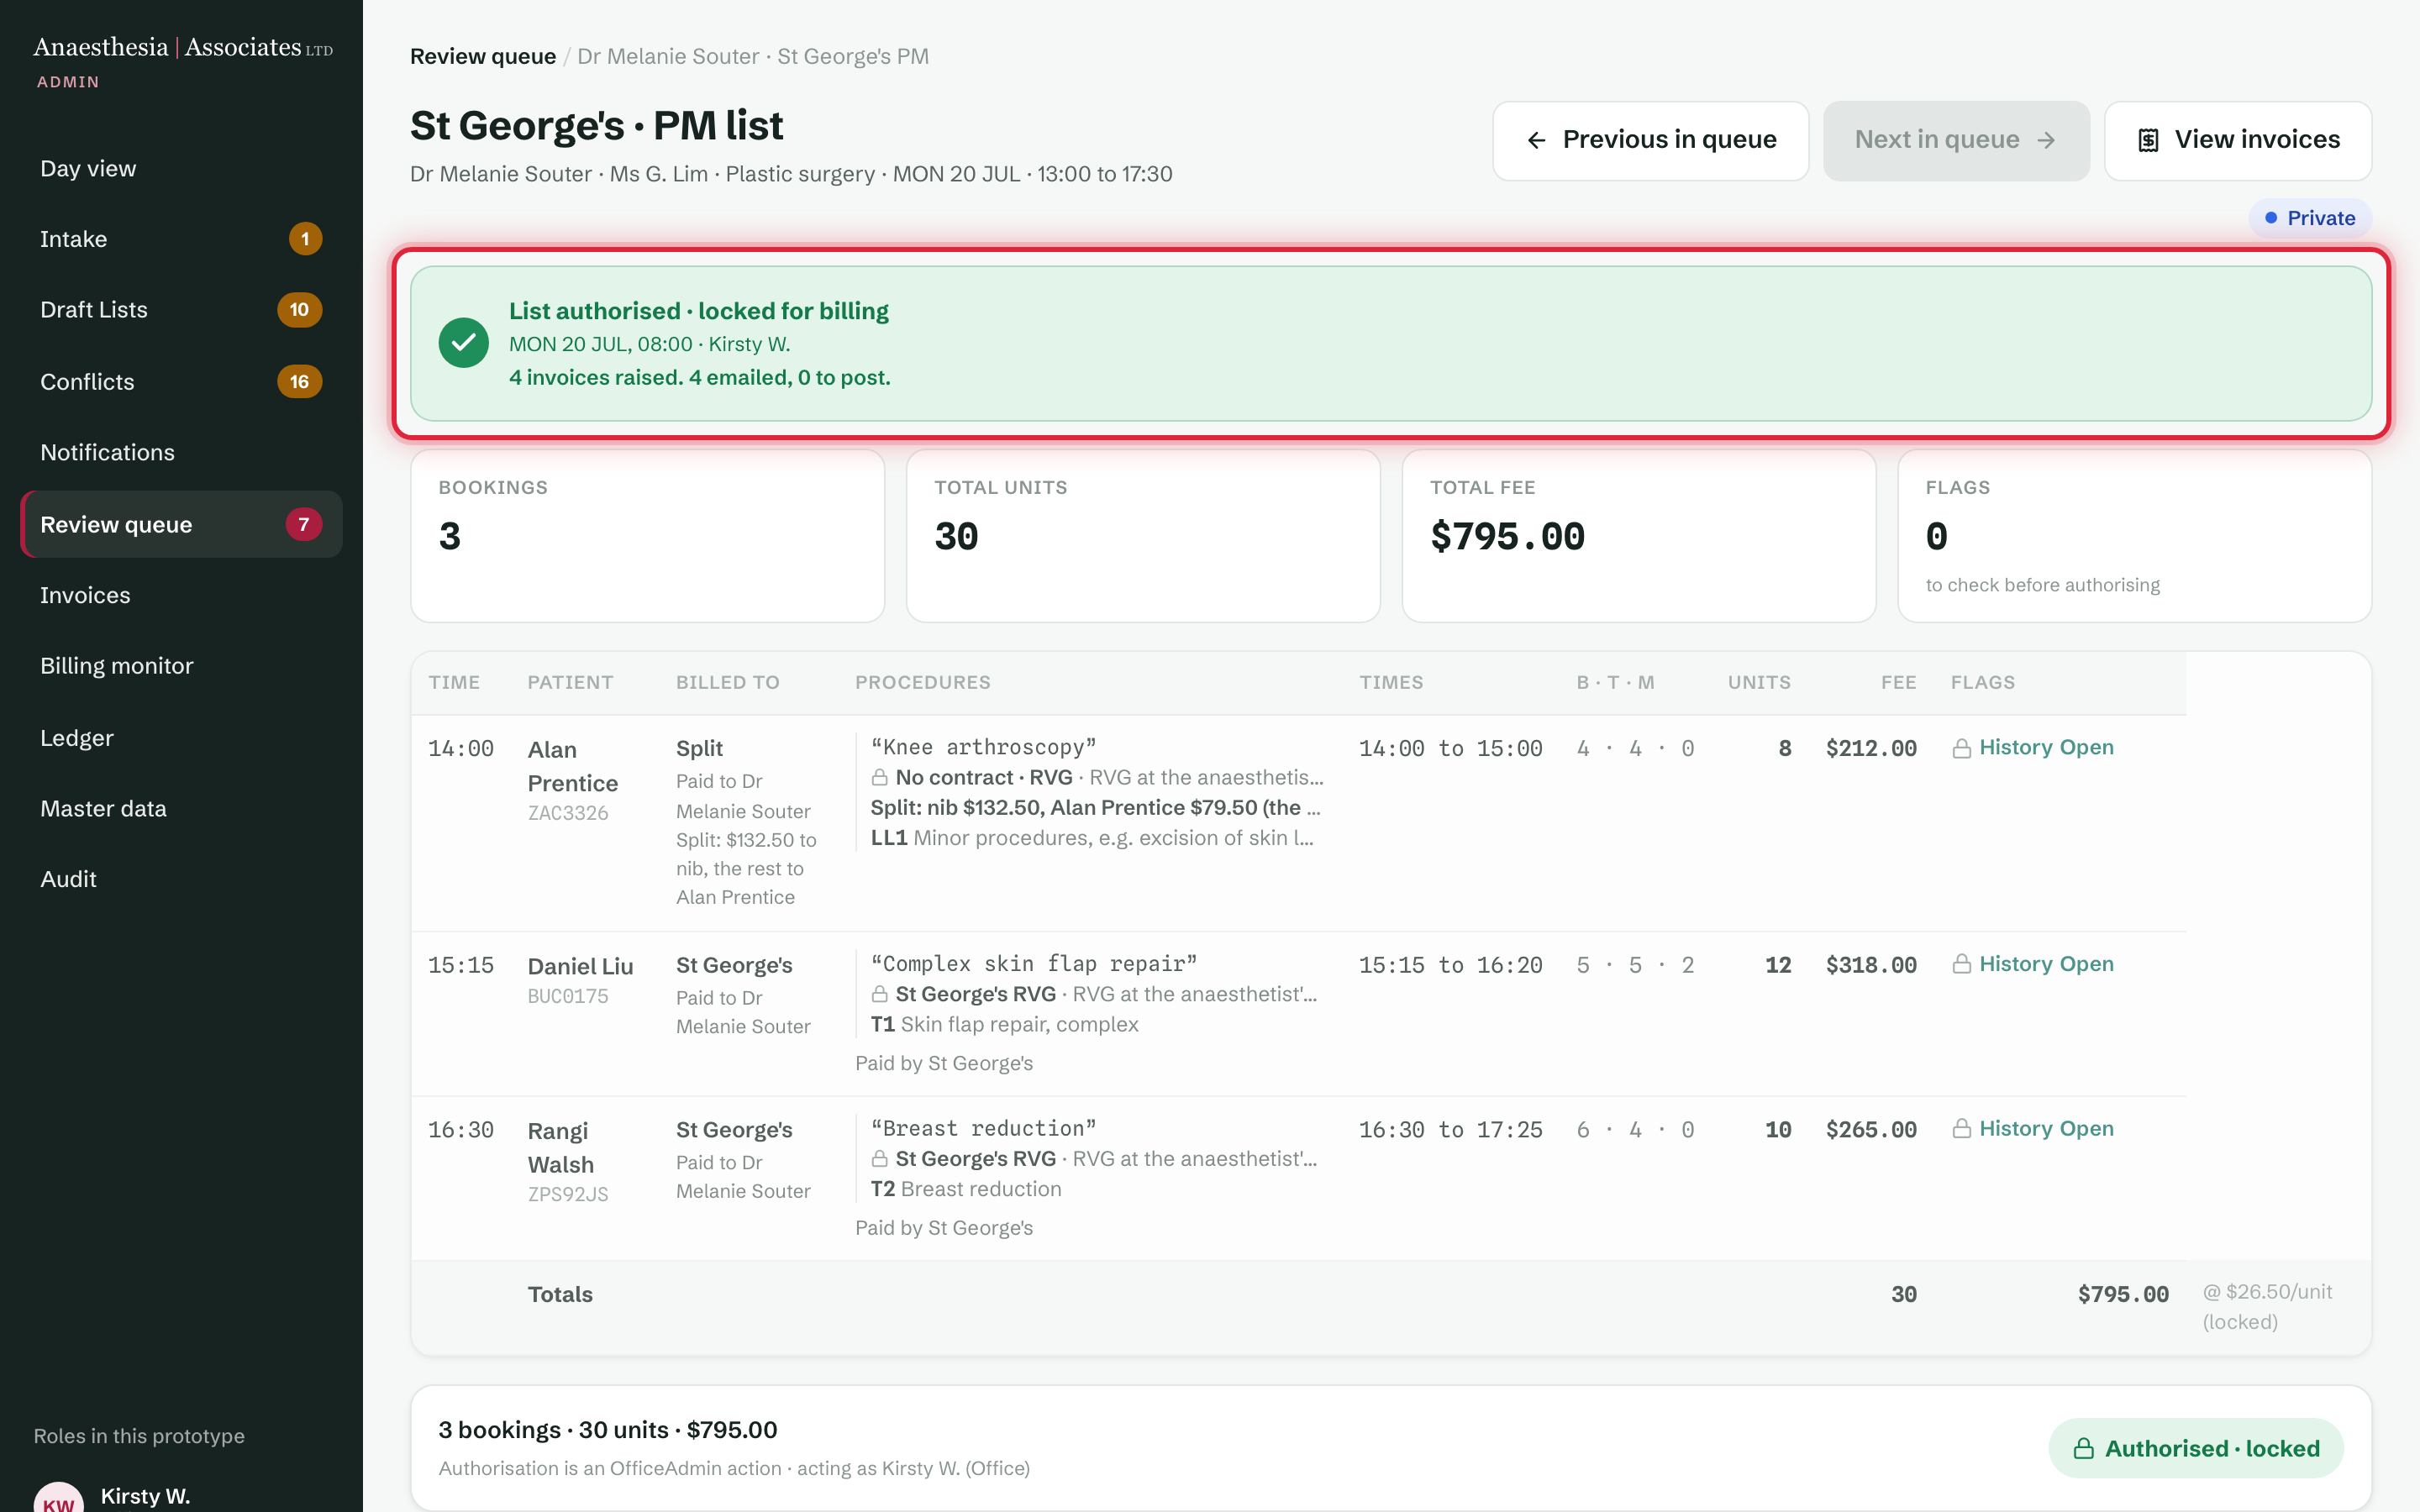 Anaesthesia | Associates LTD
ADMIN
Day view
Intake 1
Draft Lists 10
Conflicts 16
Notifications
Review queue 7
Invoices
Billing monitor
Ledger
Master data
Audit
Roles in this prototype
KW Kirsty W.
Review queue / Dr Melanie Souter · St George's PM
St George's · PM list
Dr Melanie Souter · Ms G. Lim · Plastic surgery · MON 20 JUL · 13:00 to 17:30
← Previous in queue
Next in queue →
View invoices
Private
List authorised · locked for billing
MON 20 JUL, 08:00 · Kirsty W.
4 invoices raised. 4 emailed, 0 to post.
BOOKINGS
3
TOTAL UNITS
30
TOTAL FEE
$795.00
FLAGS
0
to check before authorising
TIME PATIENT BILLED TO PROCEDURES TIMES B · T · M UNITS FEE FLAGS
14:00
Alan
Prentice
ZAC3326
Split
Paid to Dr
Melanie Souter
Split: $132.50 to
nib, the rest to
Alan Prentice
“Knee arthroscopy”
No contract · RVG · RVG at the anaesthetis…
Split: nib $132.50, Alan Prentice $79.50 (the …
LL1 Minor procedures, e.g. excision of skin l…
14:00 to 15:00 4 · 4 · 0 8 $212.00 History Open
15:15
Daniel Liu
BUC0175
St George's
Paid to Dr
Melanie Souter
“Complex skin flap repair”
St George's RVG · RVG at the anaesthetist'…
T1 Skin flap repair, complex
Paid by St George's
15:15 to 16:20 5 · 5 · 2 12 $318.00 History Open
16:30
Rangi
Walsh
ZPS92JS
St George's
Paid to Dr
Melanie Souter
“Breast reduction”
St George's RVG · RVG at the anaesthetist'…
T2 Breast reduction
Paid by St George's
16:30 to 17:25 6 · 4 · 0 10 $265.00 History Open
Totals 30 $795.00 @ $26.50/unit
(locked)
3 bookings · 30 units · $795.00
Authorisation is an OfficeAdmin action · acting as Kirsty W. (Office)
Authorised · locked